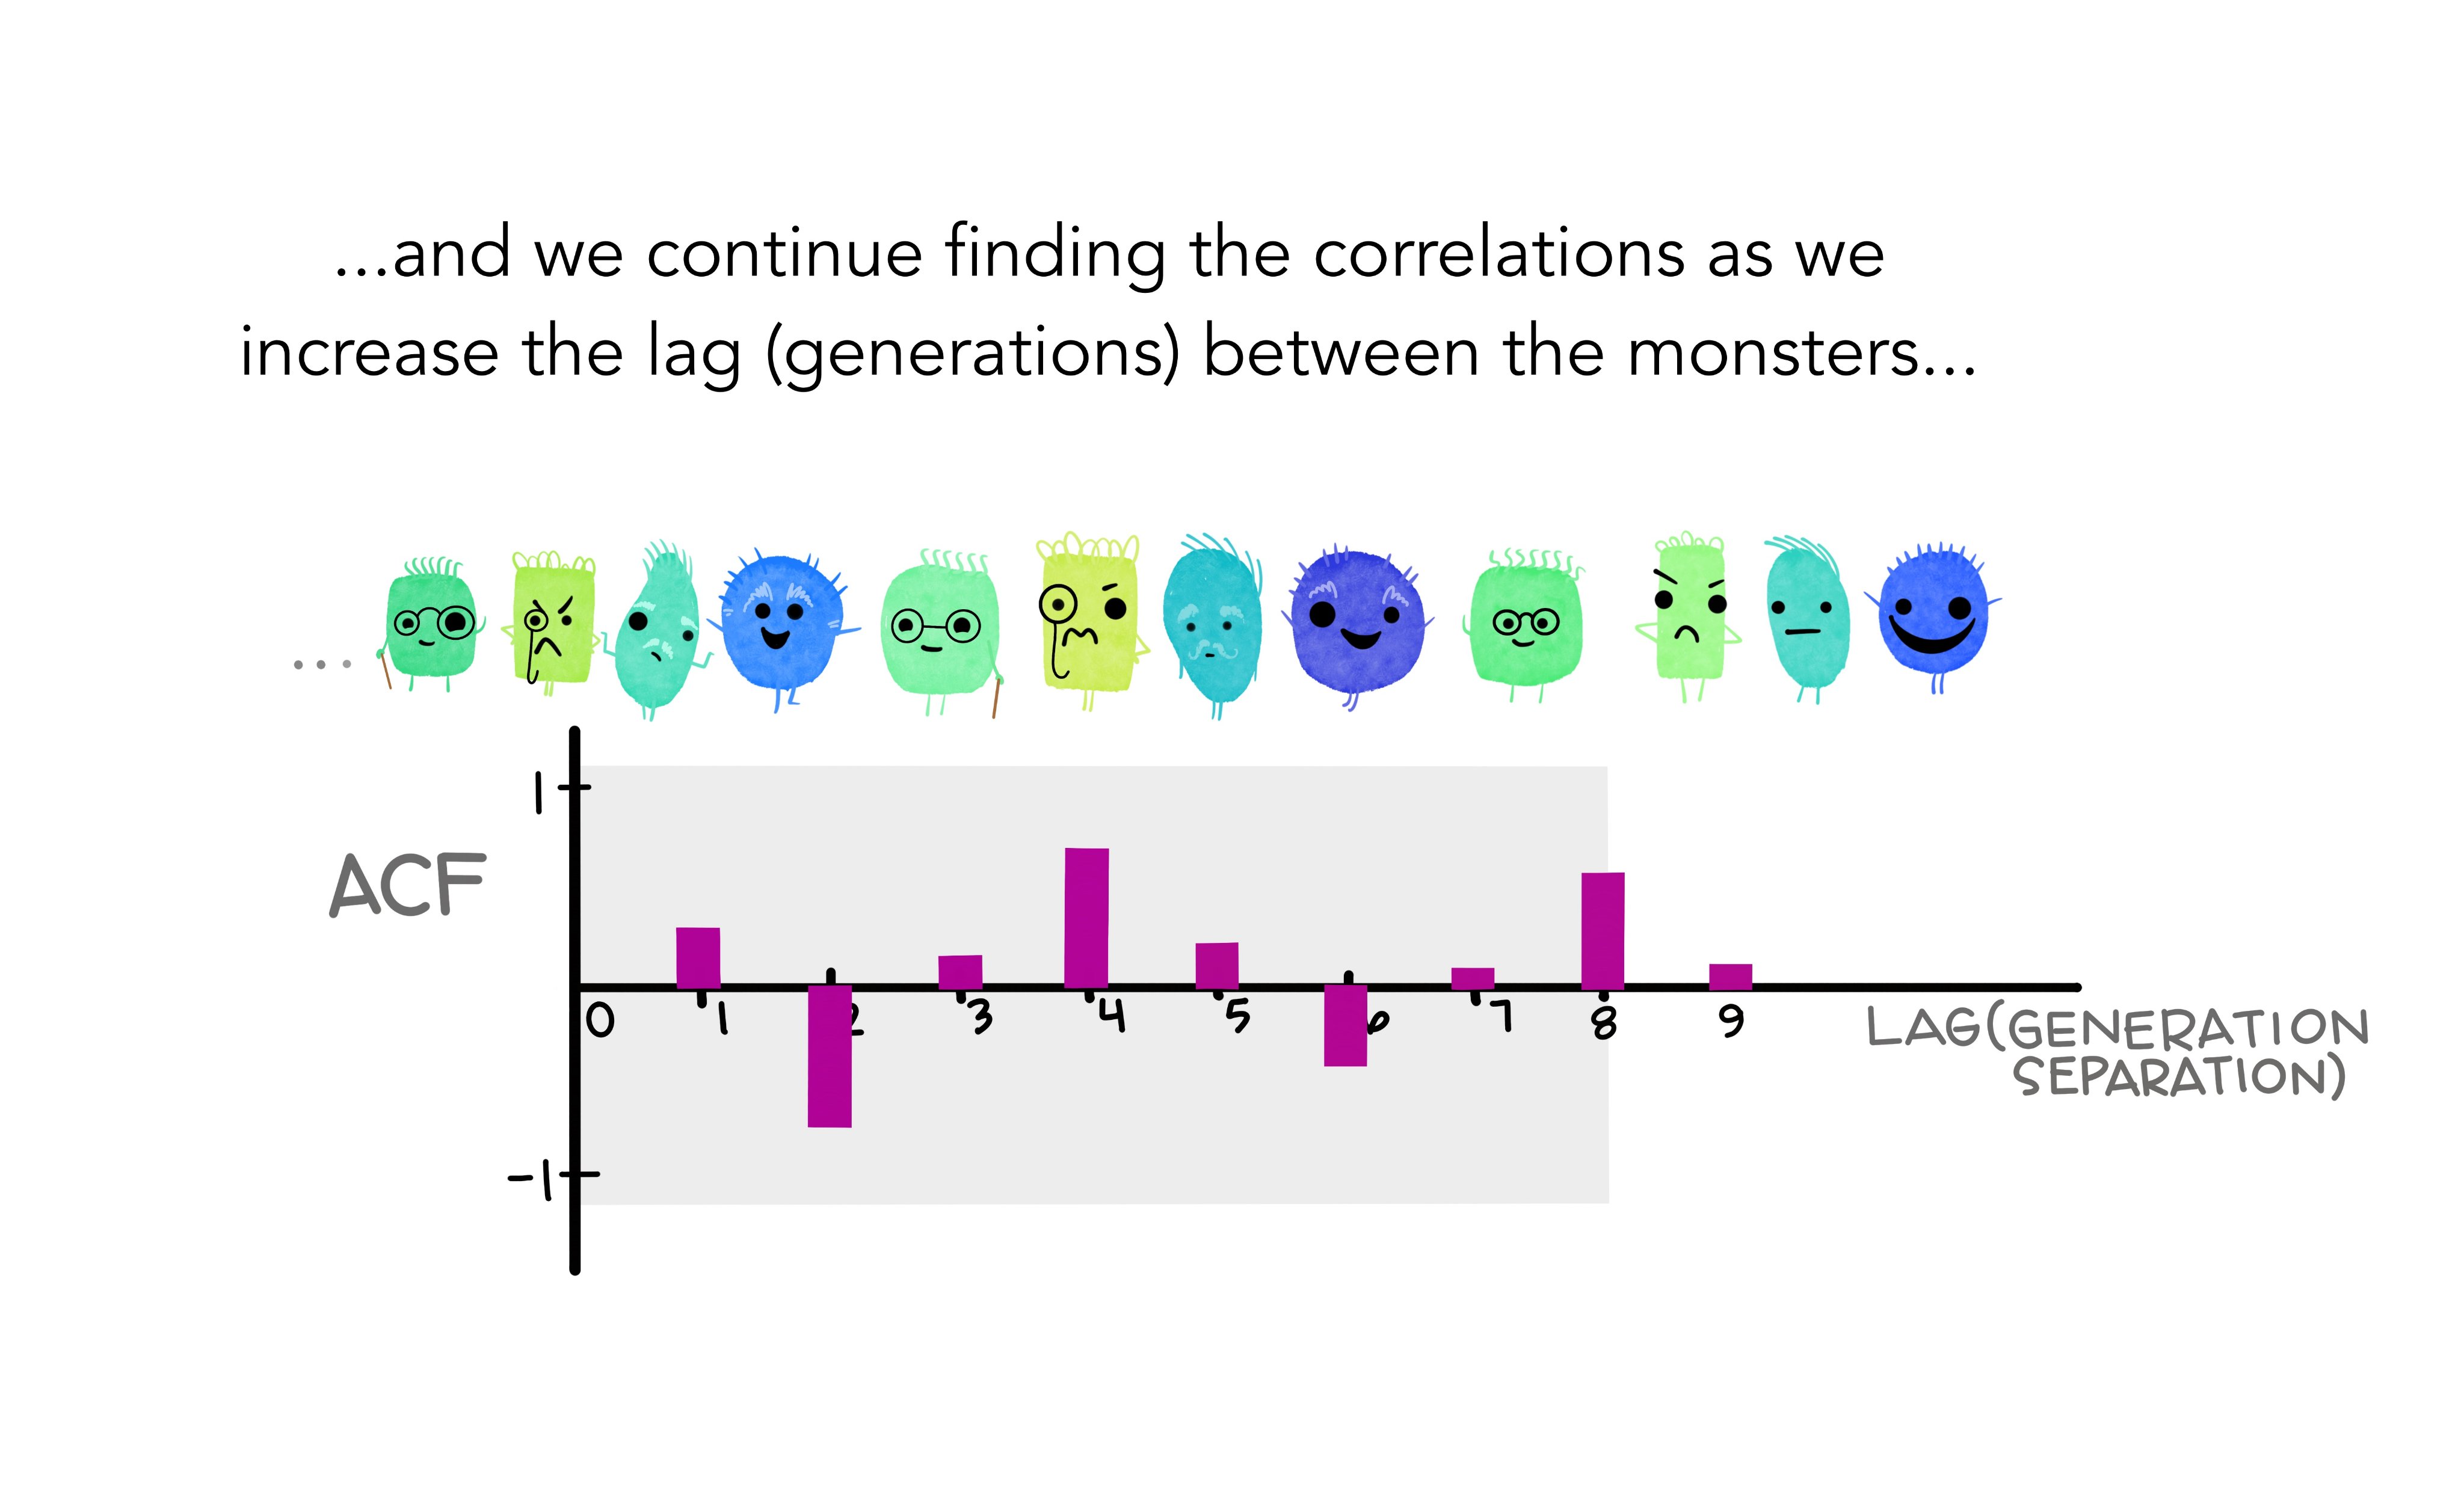 ...and we continue finding the correlations as we
increase the lag (generations) between the monsters...
...
1
ACF
0 1 2 3 4 5 6 7 8 9
LAG (GENERATION
SEPARATION)
-1